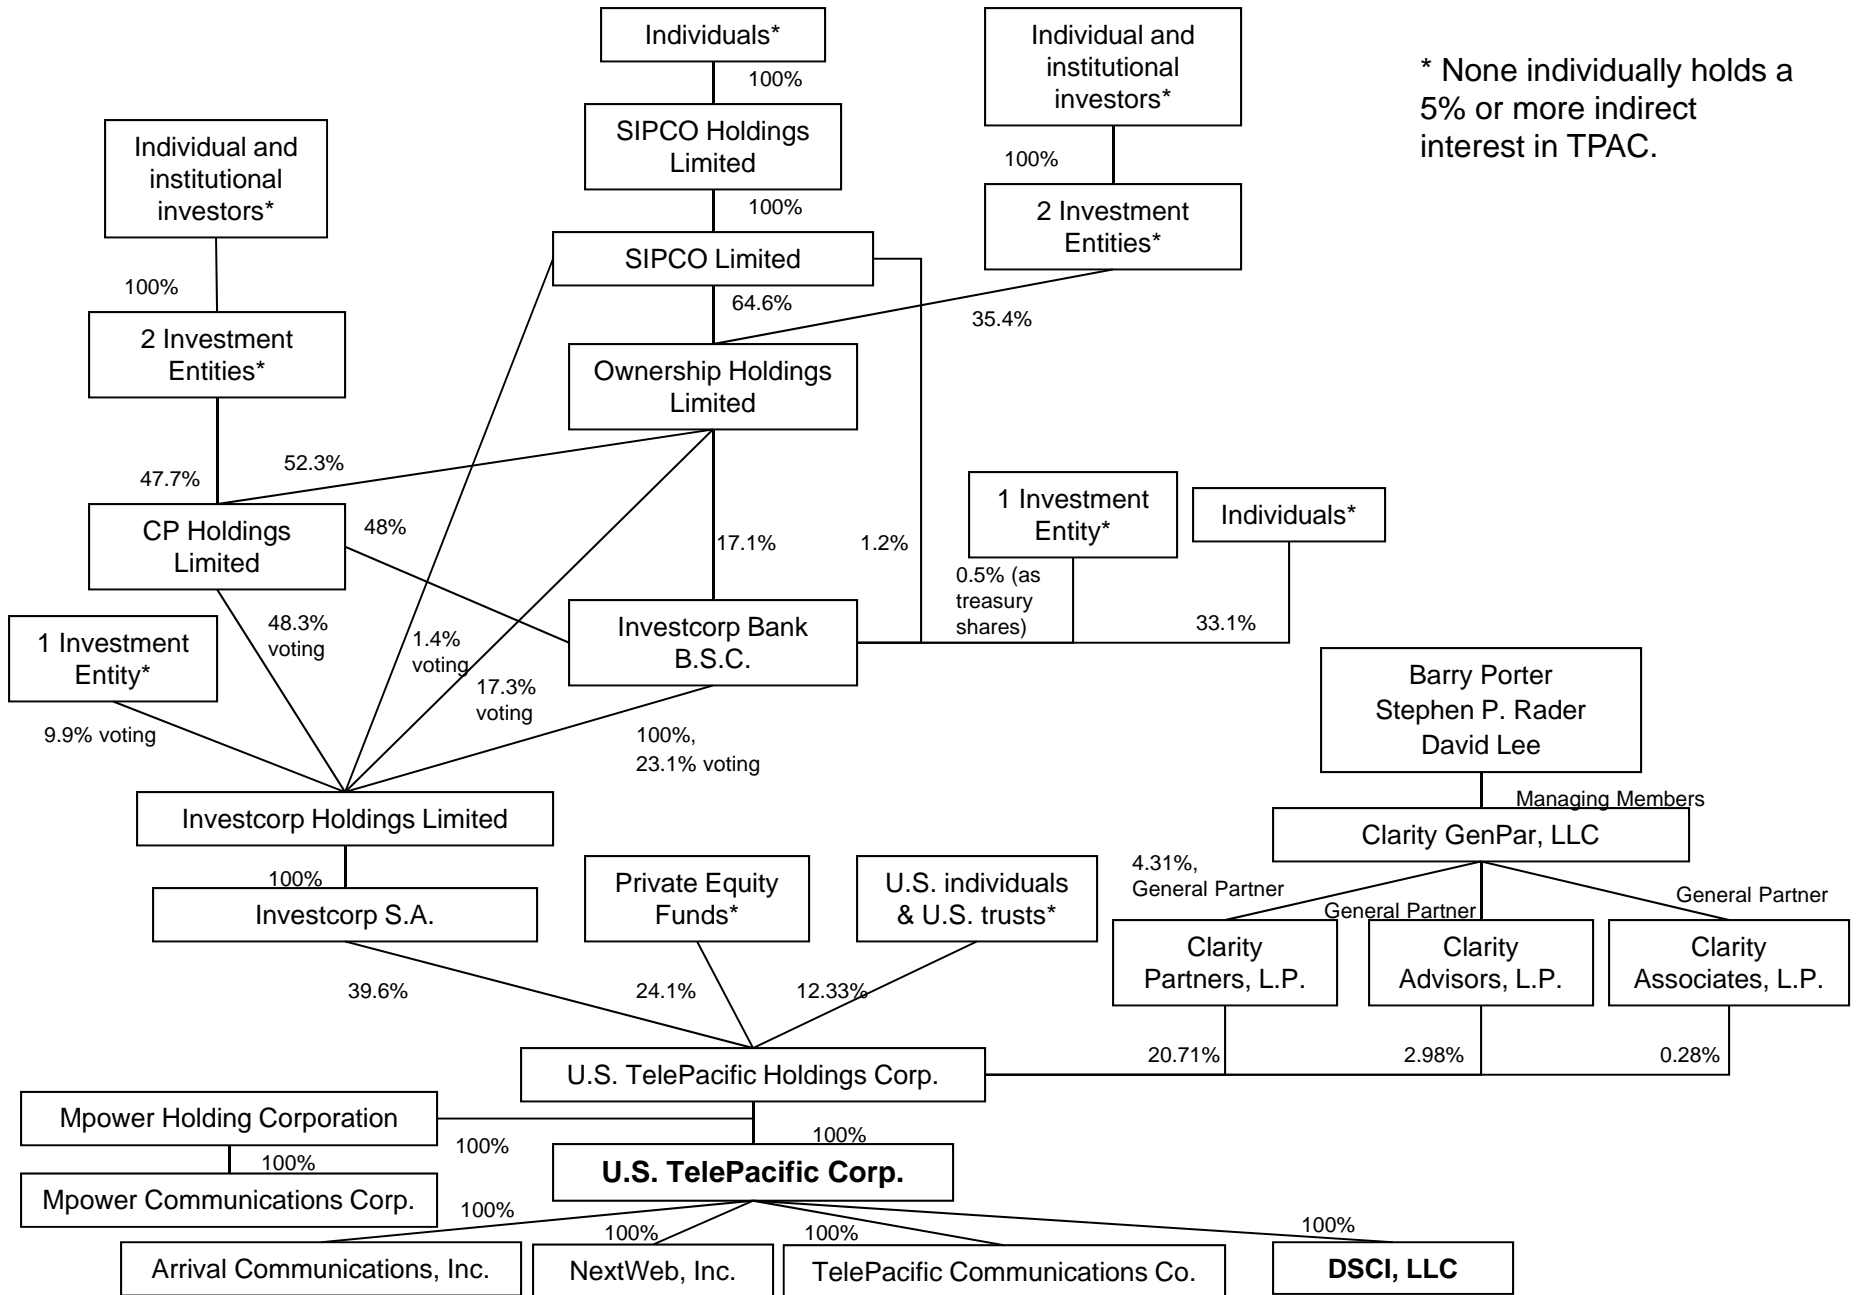 Individuals*
Individual and
institutional
investors*
* None individually holds a
5% or more indirect
interest in TPAC.
100%
SIPCO Holdings
Limited
Individual and
institutional
investors*
100%
100%
2 Investment
Entities*
SIPCO Limited
100%
64.6%
35.4%
2 Investment
Entities*
Ownership Holdings
Limited
52.3%
47.7%
CP Holdings
Limited
48%
17.1%
1.2%
1 Investment
Entity*
Individuals*
0.5% (as
treasury
shares)
33.1%
1 Investment
Entity*
48.3%
voting
1.4%
voting
Investcorp Bank
B.S.C.
17.3%
voting
9.9% voting
100%,
23.1% voting
Barry Porter
Stephen P. Rader
David Lee
Managing Members
Investcorp Holdings Limited
Clarity GenPar, LLC
100%
Investcorp S.A.
Private Equity
Funds*
U.S. individuals
& U.S. trusts*
4.31%,
General Partner
General Partner
General Partner
Clarity
Partners, L.P.
Clarity
Advisors, L.P.
Clarity
Associates, L.P.
39.6%
24.1%
12.33%
20.71%
2.98%
0.28%
U.S. TelePacific Holdings Corp.
Mpower Holding Corporation
100%
100%
100%
Mpower Communications Corp.
U.S. TelePacific Corp.
100%
100%
100%
100%
Arrival Communications, Inc.
NextWeb, Inc.
TelePacific Communications Co.
DSCI, LLC